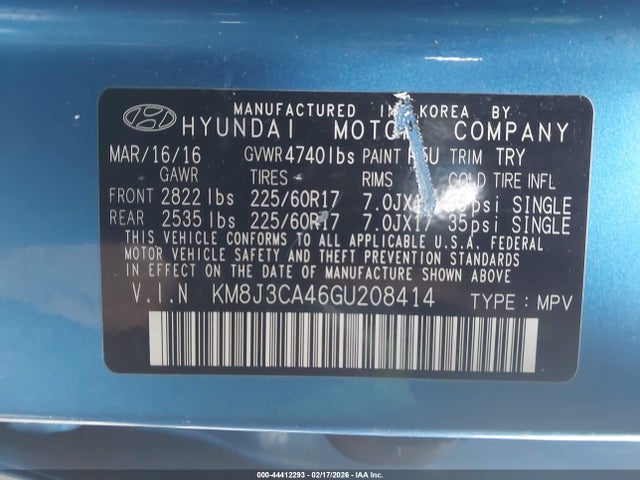 MANUFACTURED IN KOREA BY
HYUNDAI MOTOR COMPANY
MAR/16/16 GVWR 4740lbs PAINT TRIM TRY
GAWR TIRES RIMS COLD TIRE INFL
FRONT 2822 lbs 225/60R17 SINGLE
REAR 2535 lbs 225/60R17 7.0JX17 35psi SINGLE
THIS VEHICLE CONFORMS TO ALL APPLICABLE U.S.A. FEDERAL
MOTOR VEHICLE SAFETY, BUMPER, AND THEFT PREVENTION
STANDARDS IN EFFECT ON THE DATE OF MANUFACTURE SHOWN ABOVE
V.I.N KM8J3CA46GU208414 TYPE : MPV
000-44412293 - 02/17/2026 - IAA Inc.